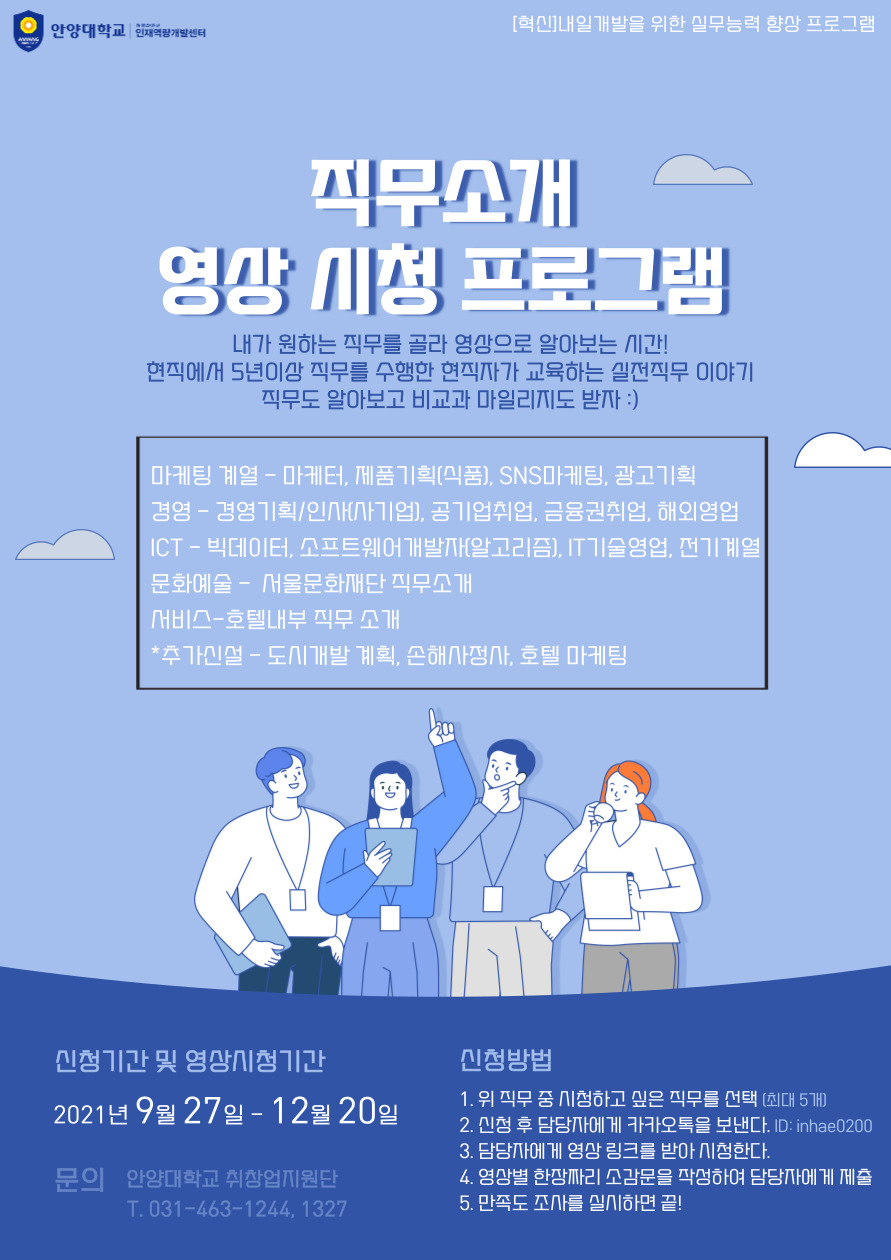 안양대학교
인재역량개발센터
[혁신]내일개발을 위한 실무능력 향상 프로그램
직무소개
영상 시청 프로그램
내가 원하는 직무를 골라 영상으로 알아보는 시간!
현직에서 5년이상 직무를 수행한 현직자가 교육하는 실전직무 이야기
직무도 알아보고 비교과 마일리지도 받자 :)
마케팅 계열 - 마케터, 제품기획(식품), SNS마케팅, 광고기획
경영 - 경영기획/인사(사기업), 공기업취업, 금융권취업, 해외영업
ICT - 빅데이터, 소프트웨어개발자(알고리즘), IT기술영업, 전기계열
문화예술 - 서울문화재단 직무소개
서비스-호텔내부 직무 소개
*추가신설 - 도시개발 계획, 손해사정사, 호텔 마케팅
신청기간 및 영상시청기간
2021년 9월 27일 - 12월 20일
문의 안양대학교 취창업지원단
T. 031-463-1244, 1327
신청방법
1. 위 직무 중 시청하고 싶은 직무를 선택 (최대 5개)
2. 신청 후 담당자에게 카카오톡을 보낸다. ID: inhae0200
3. 담당자에게 영상 링크를 받아 시청한다.
4. 영상별 한장짜리 소감문을 작성하여 담당자에게 제출
5. 만족도 조사를 실시하면 끝!